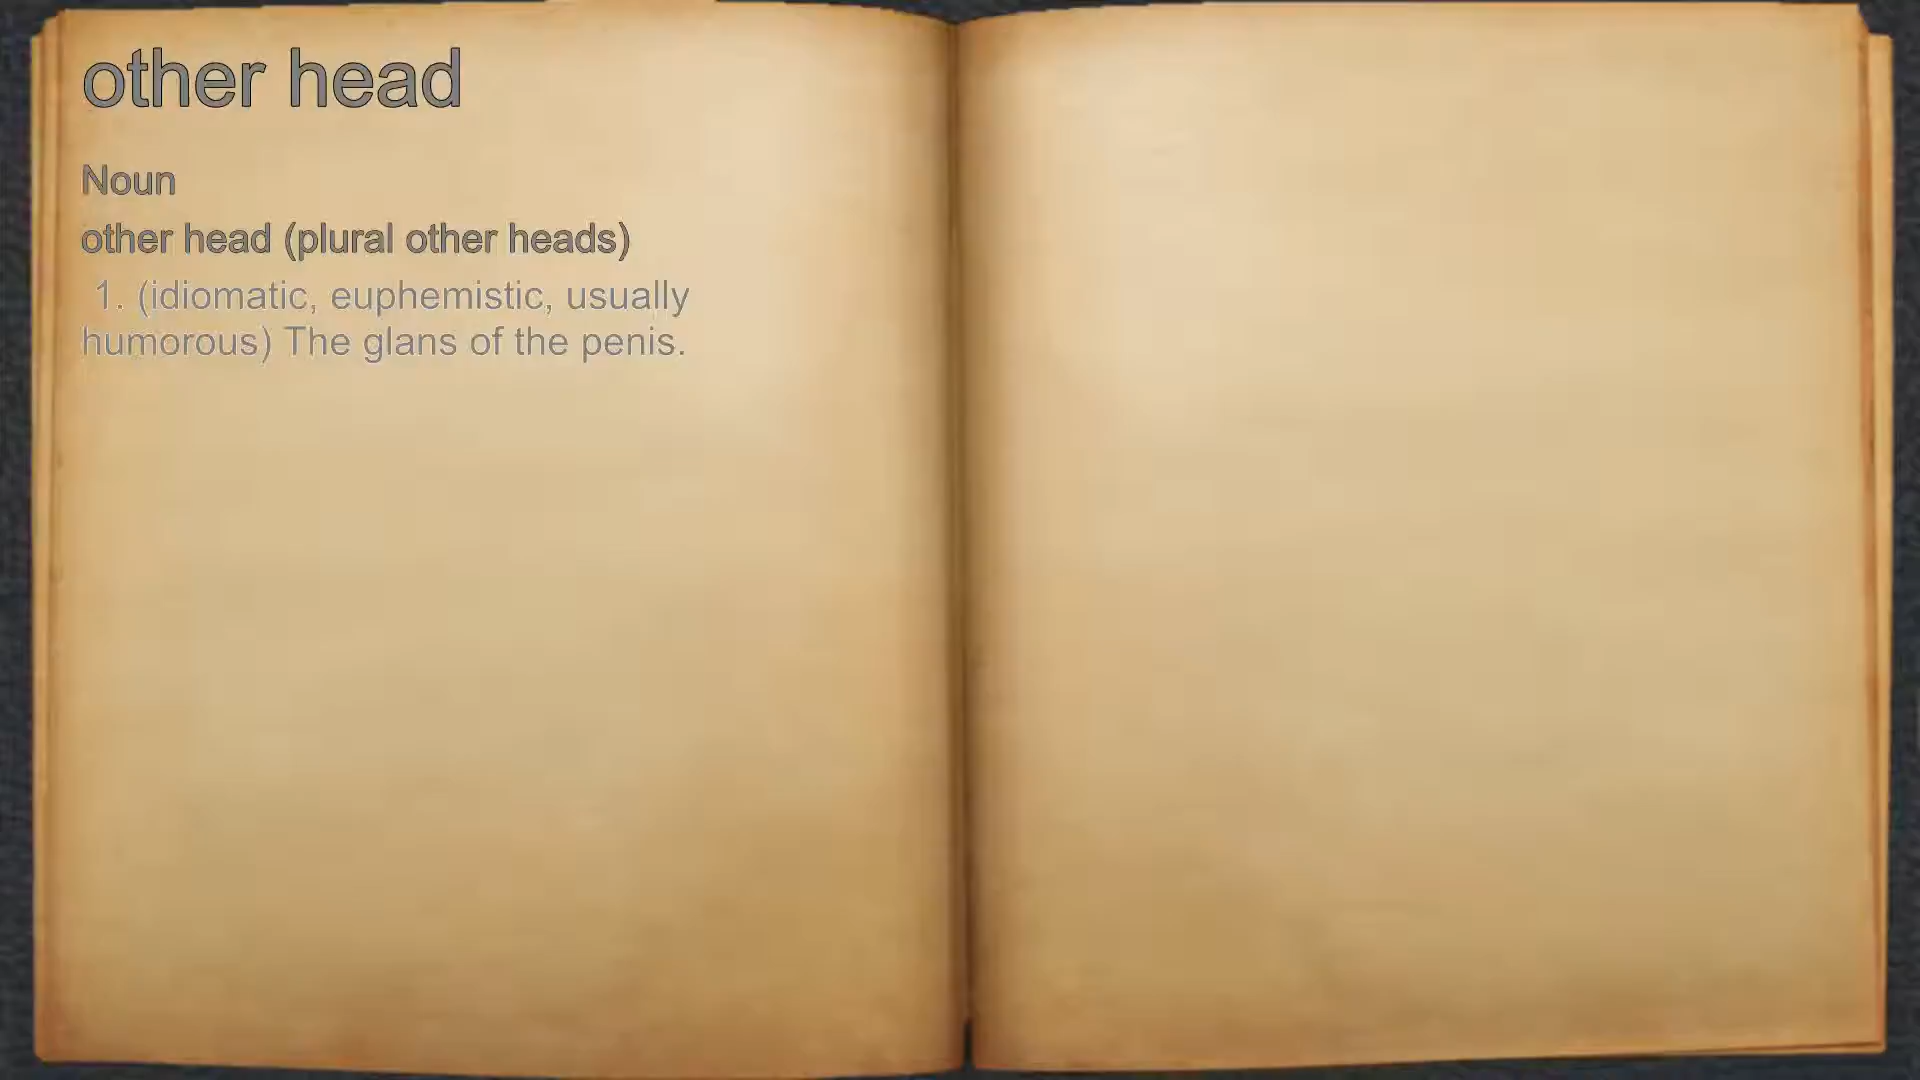 other head
Noun
other head (plural other heads)
1. (idiomatic, euphemistic, usually
humorous) The glans of the penis.